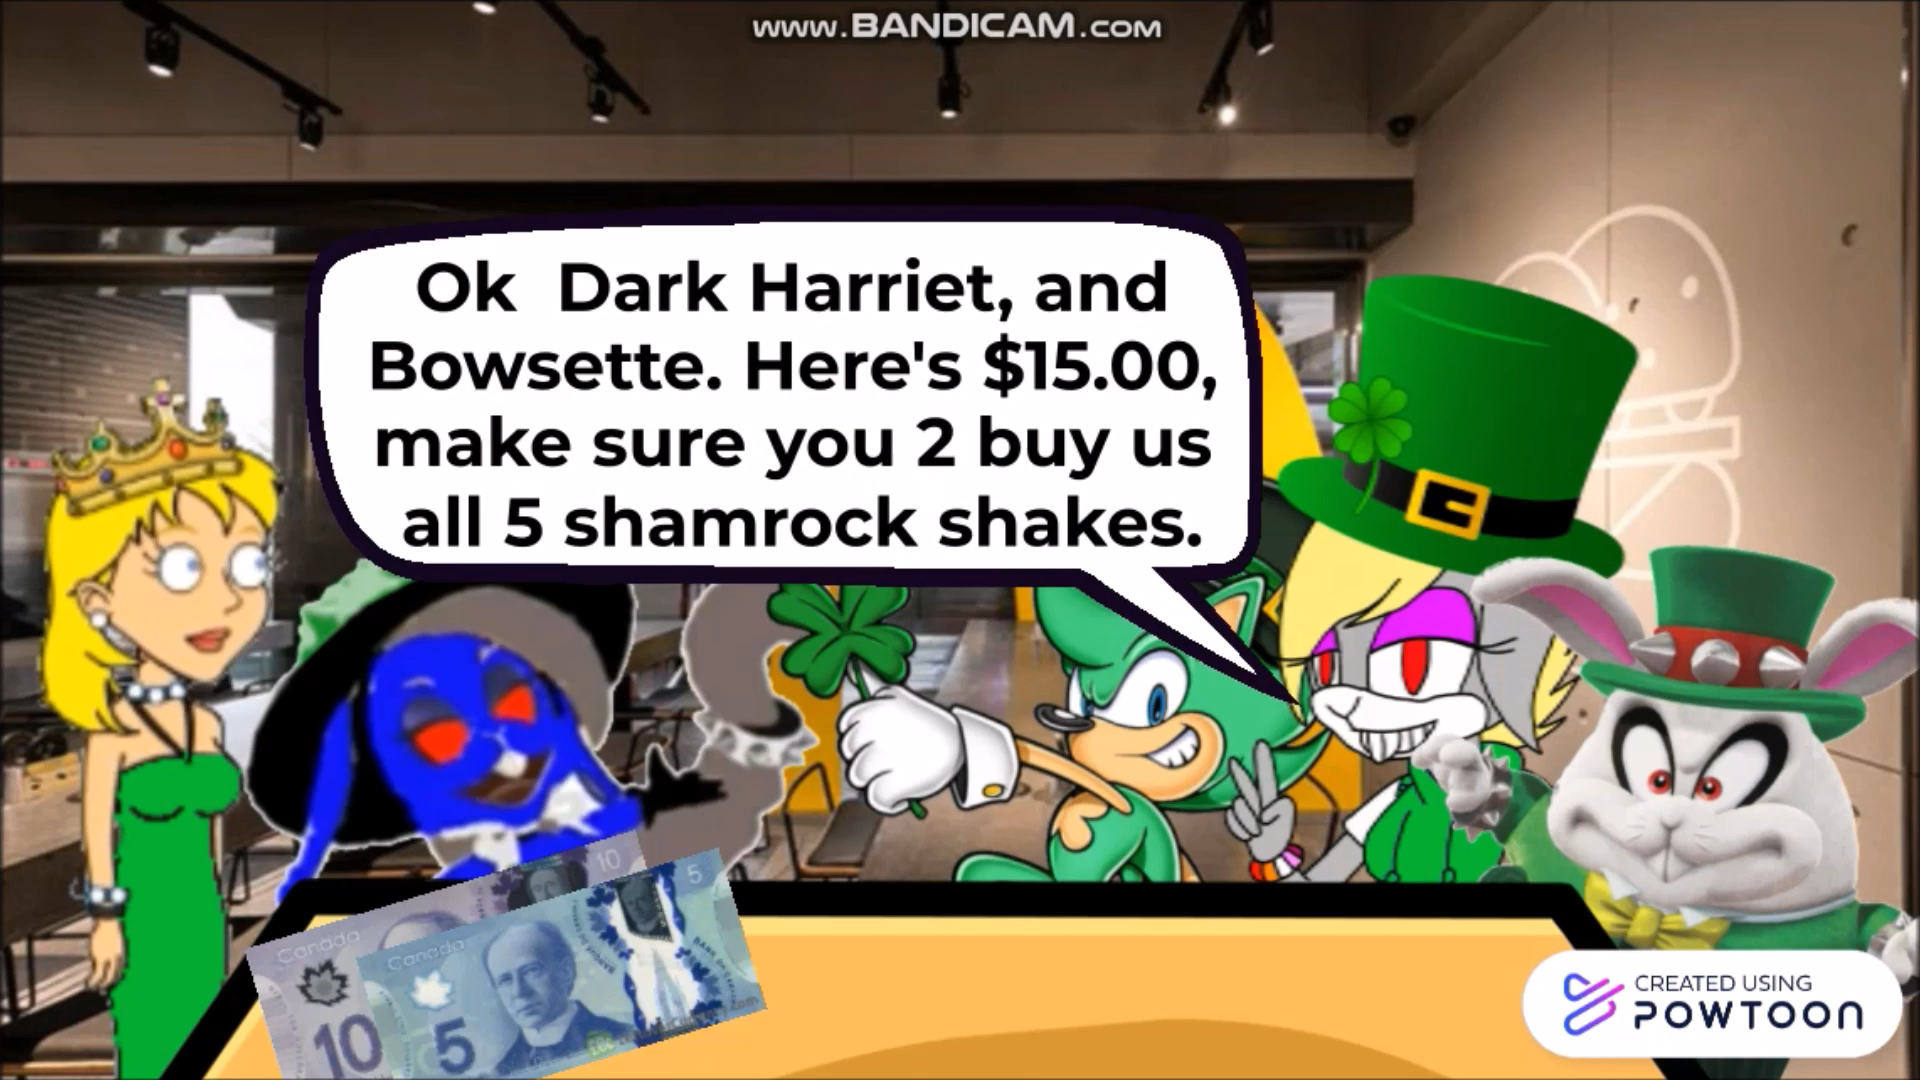 www.BANDICAM.com
Ok Dark Harriet, and
Bowsette. Here's $15.00,
make sure you 2 buy us
all 5 shamrock shakes.
10
5
Canada
Canada
10
5
CREATED USING
POWTOON